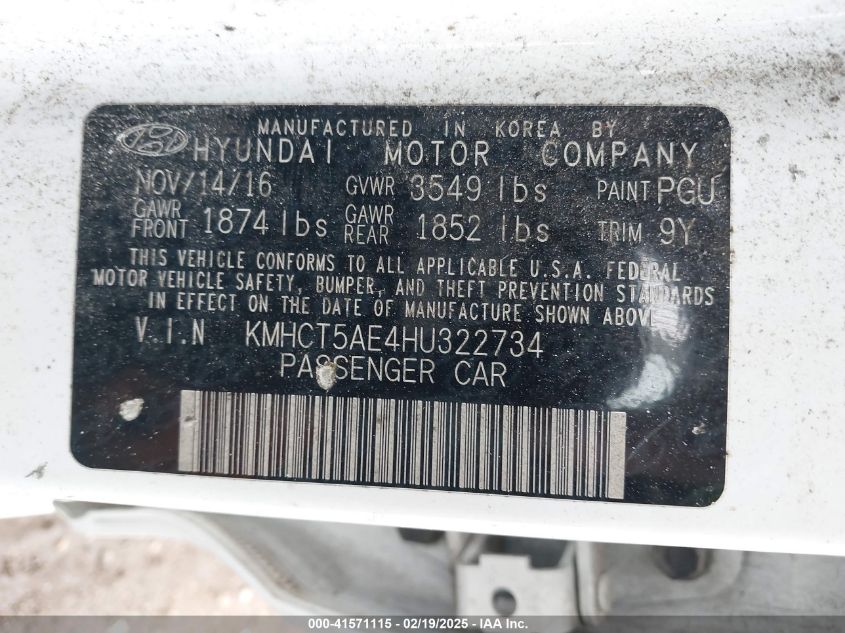 MANUFACTURED IN KOREA BY
HYUNDAI MOTOR COMPANY
NOV/14/16 GVWR 3549 lbs PAINT PGU
GAWR FRONT 1874 lbs GAWR REAR 1852 lbs TRIM 9Y
THIS VEHICLE CONFORMS TO ALL APPLICABLE U.S.A. FEDERAL
MOTOR VEHICLE SAFETY, BUMPER, AND THEFT PREVENTION STANDARDS
IN EFFECT ON THE DATE OF MANUFACTURE SHOWN ABOVE.
V.I.N KMHCT5AE4HU322734
PASSENGER CAR
000-41571115 - 02/19/2025 - IAA Inc.